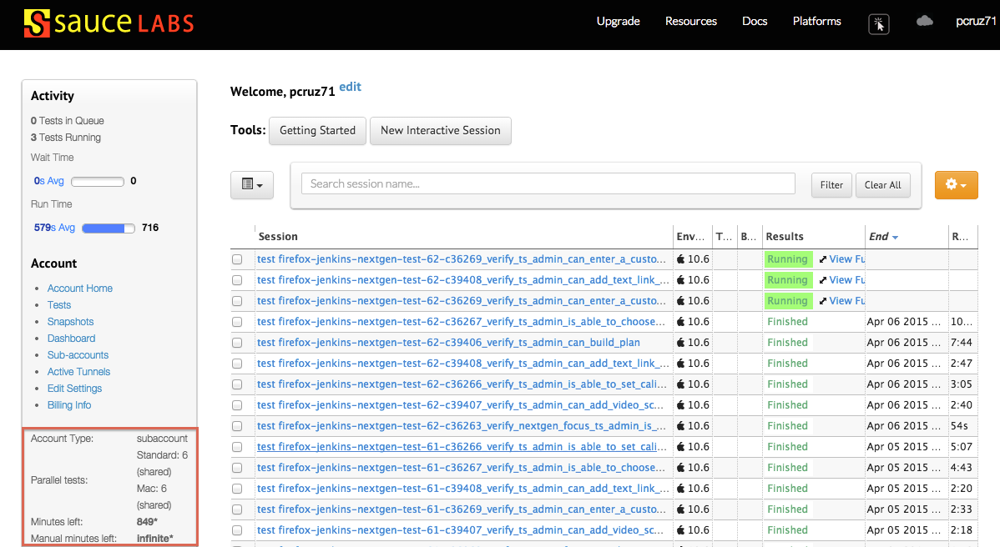 sauce LABS
Upgrade Resources Docs Platforms pcruz71
Activity
0 Tests in Queue
3 Tests Running
Wait Time
0s Avg 0
Run Time
579s Avg 716
Account
Account Home
Tests
Snapshots
Dashboard
Sub-accounts
Active Tunnels
Edit Settings
Billing Info
Account Type: subaccount
Parallel tests: Standard: 6
(shared)
Mac: 6
(shared)
Minutes left: 849*
Manual minutes left: infinite*
Welcome, pcruz71 edit
Tools: Getting Started New Interactive Session
Search session name... Filter Clear All
Session Env... T... B... Results End R...
test firefox-jenkins-nextgen-test-62-c36269_verify_ts_admin_can_enter_a_custo... 10.6 Running View Fu
test firefox-jenkins-nextgen-test-62-c39408_verify_ts_admin_can_add_text_link_... 10.6 Running View Fu
test firefox-jenkins-nextgen-test-62-c36269_verify_ts_admin_can_enter_a_custo... 10.6 Running View Fu
test firefox-jenkins-nextgen-test-62-c36267_verify_ts_admin_is_able_to_choose... 10.6 Finished Apr 06 2015 ... 10...
test firefox-jenkins-nextgen-test-62-c39406_verify_ts_admin_can_build_plan 10.6 Finished Apr 06 2015 ... 7:44
test firefox-jenkins-nextgen-test-62-c39408_verify_ts_admin_can_add_text_link_... 10.6 Finished Apr 06 2015 ... 2:47
test firefox-jenkins-nextgen-test-62-c36266_verify_ts_admin_is_able_to_set_cali... 10.6 Finished Apr 06 2015 ... 3:05
test firefox-jenkins-nextgen-test-62-c39407_verify_ts_admin_can_add_video_sc... 10.6 Finished Apr 06 2015 ... 2:40
test firefox-jenkins-nextgen-test-62-c36263_verify_nextgen_focus_ts_admin_is_... 10.6 Finished Apr 06 2015 ... 54s
test firefox-jenkins-nextgen-test-61-c36266_verify_ts_admin_is_able_to_set_cali... 10.6 Finished Apr 05 2015 ... 5:07
test firefox-jenkins-nextgen-test-61-c36267_verify_ts_admin_is_able_to_choose... 10.6 Finished Apr 05 2015 ... 4:43
test firefox-jenkins-nextgen-test-61-c39408_verify_ts_admin_can_add_text_link_... 10.6 Finished Apr 05 2015 ... 2:20
test firefox-jenkins-nextgen-test-61-c36269_verify_ts_admin_can_enter_a_custo... 10.6 Finished Apr 05 2015 ... 2:33
test firefox-jenkins-nextgen-test-61-c39407_verify_ts_admin_can_add_video_sc... 10.6 Finished Apr 05 2015 ... 2:18